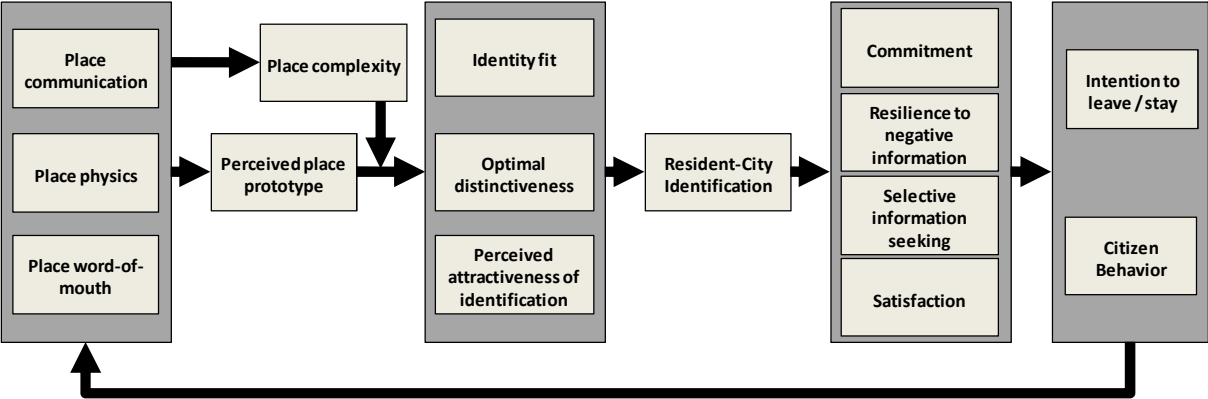 Place
communication
Place physics
Place word-of-
mouth
Place complexity
Perceived place
prototype
Identity fit
Optimal
distinctiveness
Perceived
attractiveness of
identification
Resident-City
Identification
Commitment
Resilience to
negative
information
Selective
information
seeking
Satisfaction
Intention to
leave / stay
Citizen
Behavior